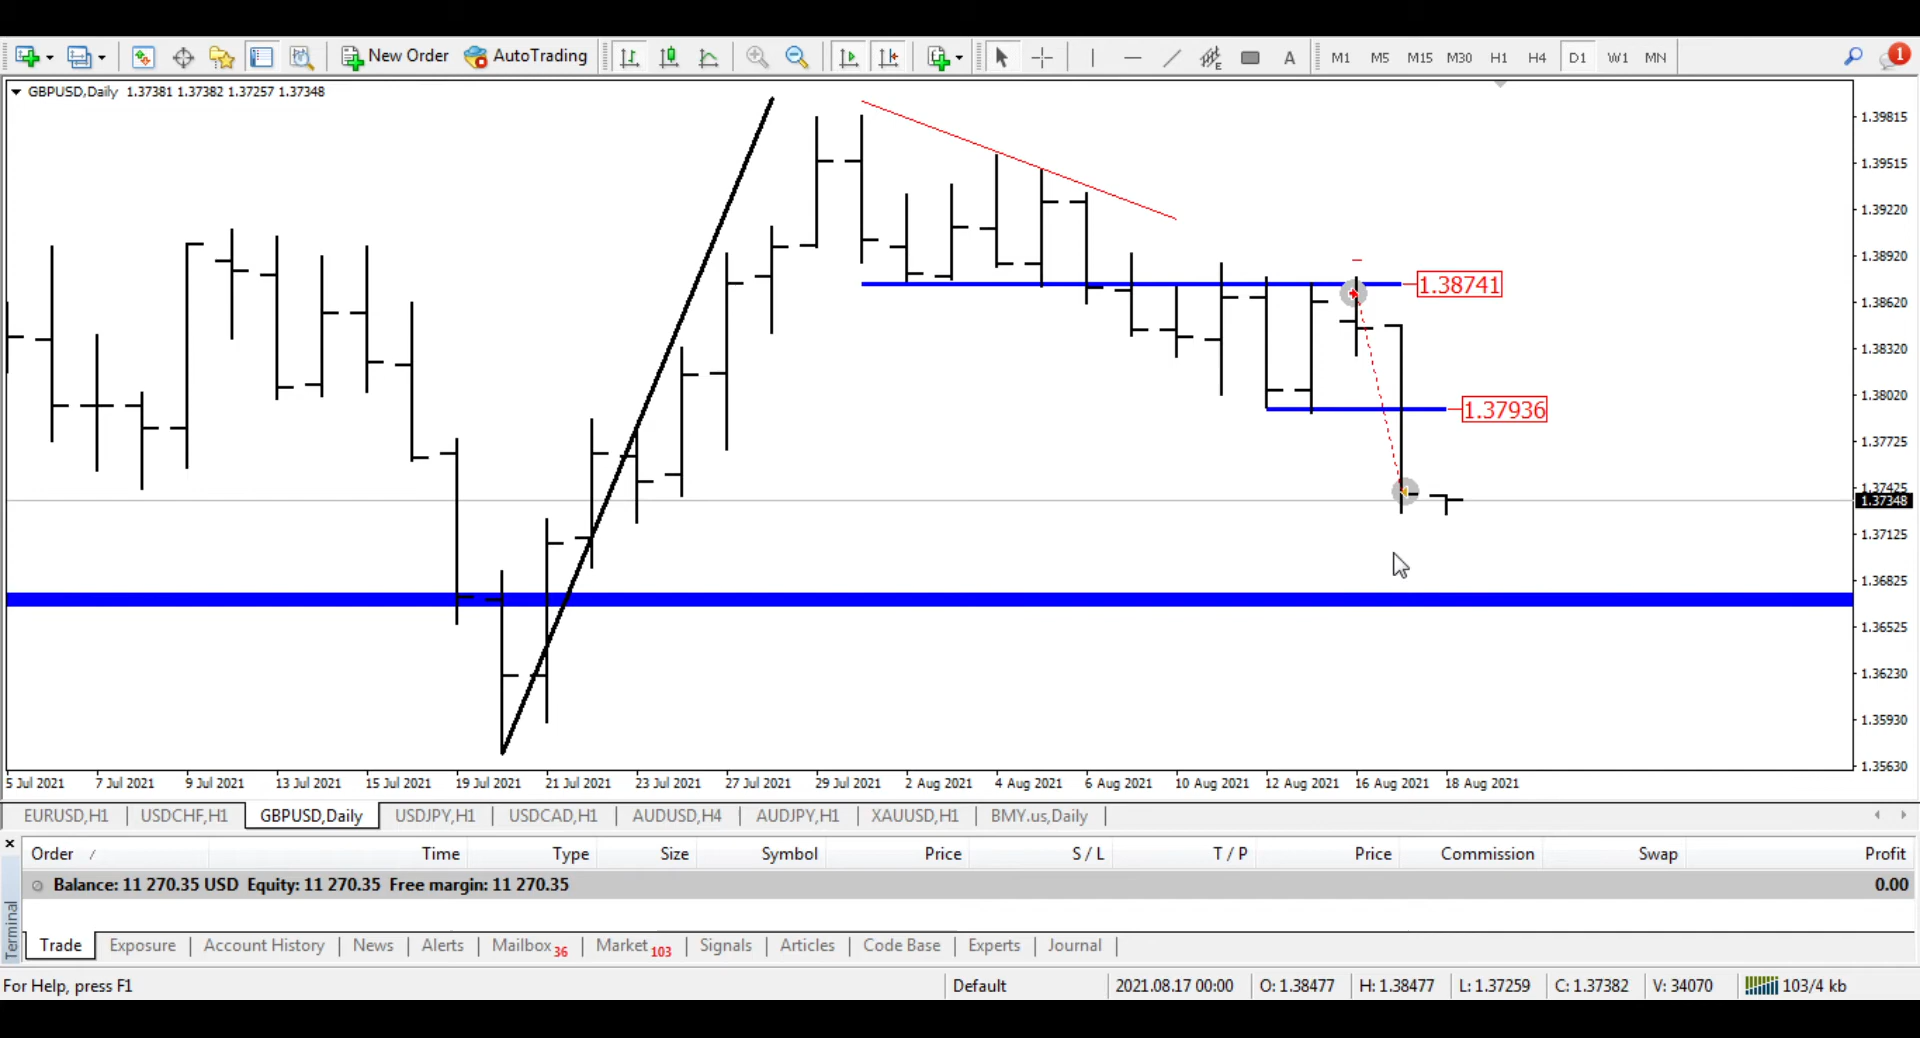 New Order AutoTrading E A M1 M5 M15 M30 H1 H4 D1 W1 MN 1
GBPUSD,Daily 1.37381 1.37382 1.37257 1.37348
1.39815
1.39515
1.39220
1.38920
1.38741
1.38620
1.38320
1.38020
1.37936
1.37725
1.37425
1.37348
1.37125
1.36825
1.36525
1.36230
1.35930
1.35630
5 Jul 2021 7 Jul 2021 9 Jul 2021 13 Jul 2021 15 Jul 2021 19 Jul 2021 21 Jul 2021 23 Jul 2021 27 Jul 2021 29 Jul 2021 2 Aug 2021 4 Aug 2021 6 Aug 2021 10 Aug 2021 12 Aug 2021 16 Aug 2021 18 Aug 2021
EURUSD,H1 USDCHF,H1 GBPUSD,Daily USDJPY,H1 USDCAD,H1 AUDUSD,H4 AUDJPY,H1 XAUUSD,H1 BMY.us,Daily
Order / Time Type Size Symbol Price S / L T / P Price Commission Swap Profit
Balance: 11 270.35 USD Equity: 11 270.35 Free margin: 11 270.35 0.00
Terminal
Trade Exposure Account History News Alerts Mailbox 36 Market 103 Signals Articles Code Base Experts Journal
For Help, press F1 Default 2021.08.17 00:00 O: 1.38477 H: 1.38477 L: 1.37259 C: 1.37382 V: 34070 103/4 kb